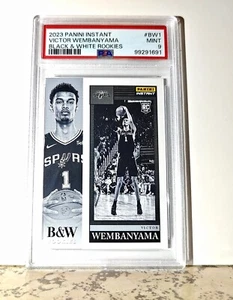 2023 PANINI INSTANT #BW1
VICTOR WEMBANYAMA MINT
BLACK & WHITE ROOKIES 9
PSA 99291691
PANINI
INSTANT
RC
SPURS
1
B&W
VICTOR
WEMBANYAMA